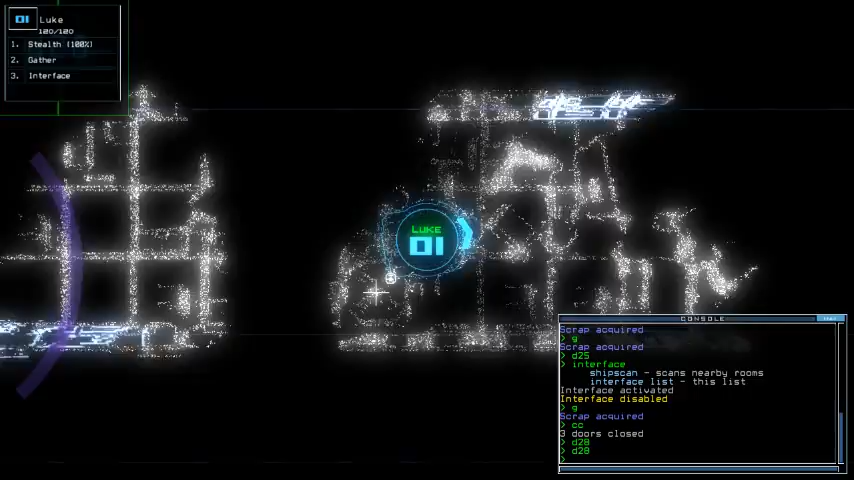 01 Luke
120/120
1. Stealth (100%)
2. Gather
3. Interface
LUKE
01
CONSOLE
Scrap acquired
> g
Scrap acquired
> d25
> interface
shipscan - scans nearby rooms
interface list - this list
Interface activated
Interface disabled
> g
Scrap acquired
> cc
3 doors closed
> d28
> d28
>